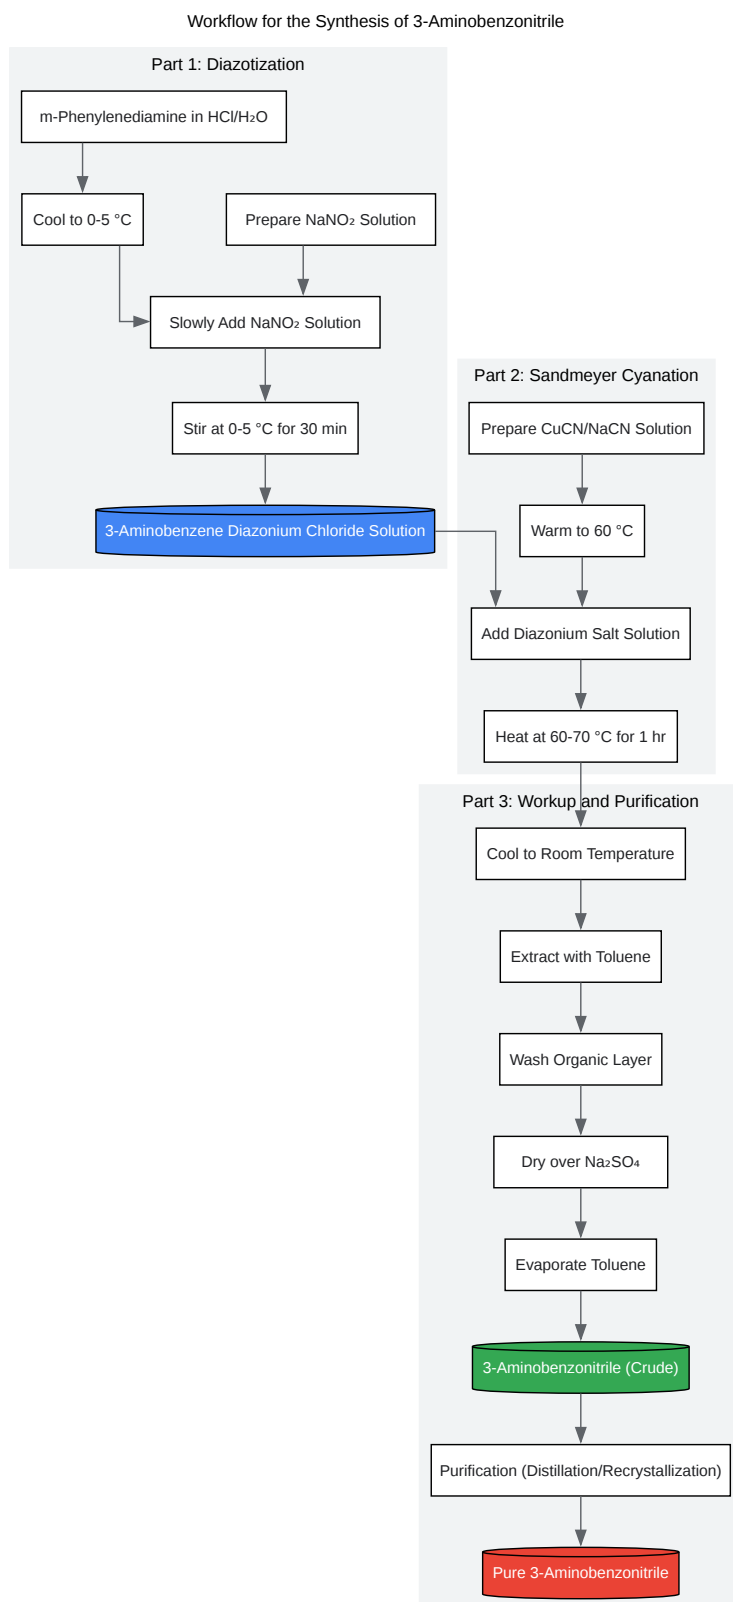 Workflow for the Synthesis of 3-Aminobenzonitrile
Part 1: Diazotization
m-Phenylenediamine in HCl/H₂O
Cool to 0-5 °C
Prepare NaNO₂ Solution
Slowly Add NaNO₂ Solution
Stir at 0-5 °C for 30 min
3-Aminobenzene Diazonium Chloride Solution
Part 2: Sandmeyer Cyanation
Prepare CuCN/NaCN Solution
Warm to 60 °C
Add Diazonium Salt Solution
Heat at 60-70 °C for 1 hr
Part 3: Workup and Purification
Cool to Room Temperature
Extract with Toluene
Wash Organic Layer
Dry over Na₂SO₄
Evaporate Toluene
3-Aminobenzonitrile (Crude)
Purification (Distillation/Recrystallization)
Pure 3-Aminobenzonitrile